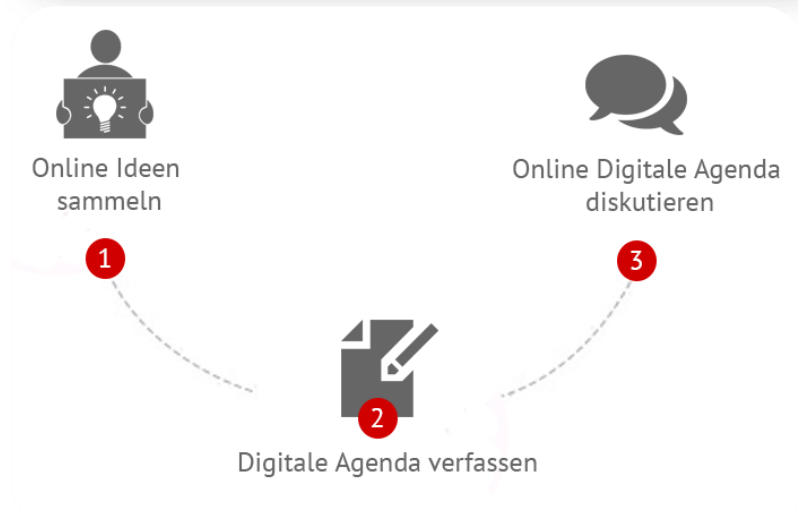 Online Ideen
sammeln
1
Online Digitale Agenda
diskutieren
3
2
Digitale Agenda verfassen